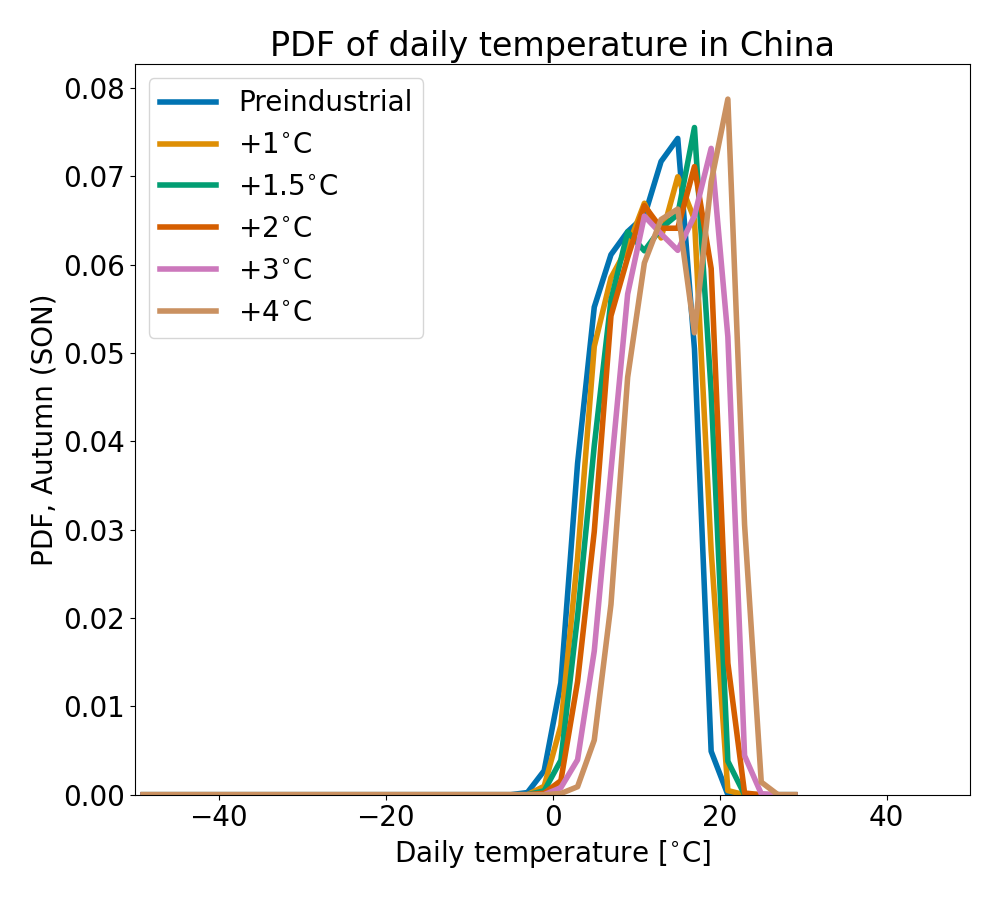 PDF of daily temperature in China
PDF, Autumn (SON)
0.08
0.07
0.06
0.05
0.04
0.03
0.02
0.01
0.00
Preindustrial
+1°C
+1.5°C
+2°C
+3°C
+4°C
−40 −20 0 20 40
Daily temperature [°C]